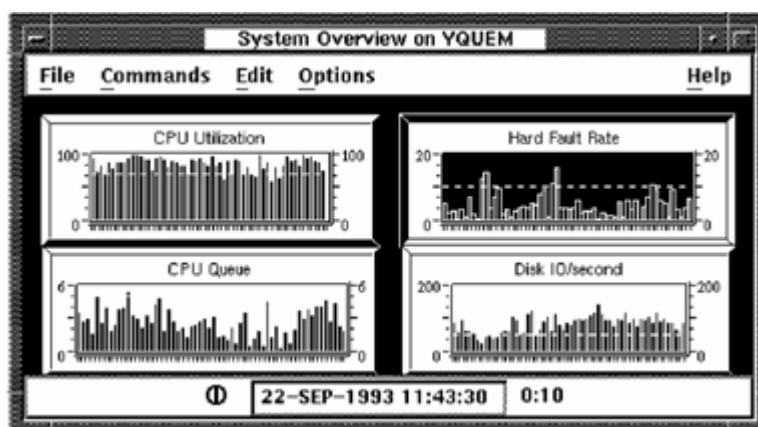 System Overview on YQUEM
File Commands Edit Options Help
CPU Utilization
100 100
0 0
Hard Fault Rate
20 20
0 0
CPU Queue
6 6
0 0
Disk IO/second
200 200
0 0
22-SEP-1993 11:43:30 0:10